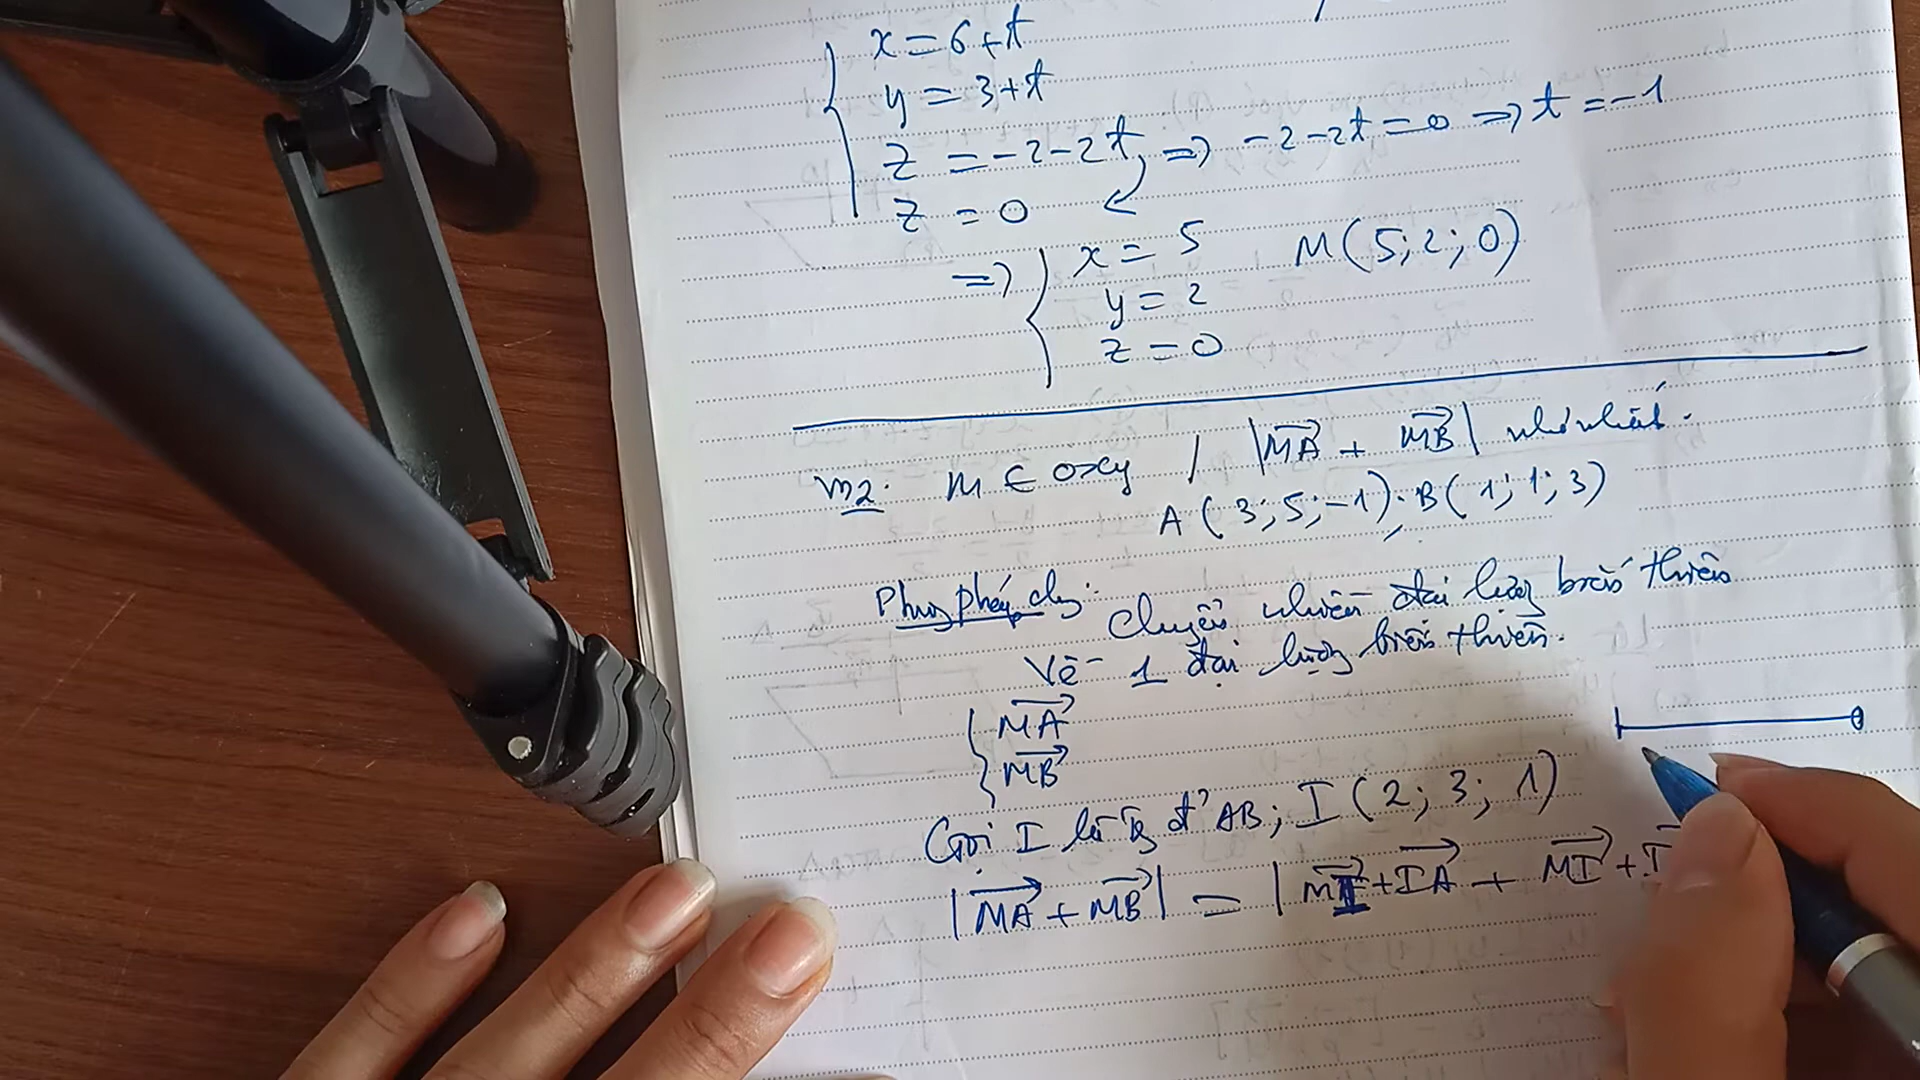 x = 6 + t
y = 3 + t
z = -2 - 2t => -2 - 2t = 0 => t = -1
z = 0
=> x = 5 M(5; 2; 0)
y = 2
z = 0
m2. M ∈ Oxy / |MA + MB| nhỏ nhất.
A(3; 5; -1); B(1; 1; 3)
Phương pháp chung: Chuyển nhiều đại lượng biến thiên
Về 1 đại lượng biến thiên.
MA
MB
Gọi I là tg đ' AB; I(2; 3; 1)
|MA + MB| = |MI + IA + MI + I